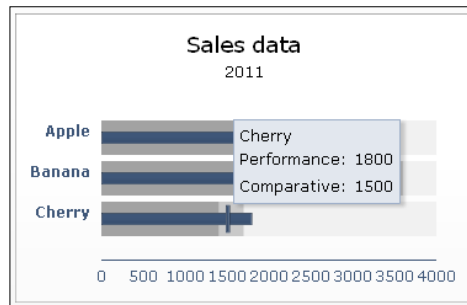 Sales data
2011
Apple
Banana
Cherry
Cherry
Performance: 1800
Comparative: 1500
0 500 1000 1500 2000 2500 3000 3500 4000